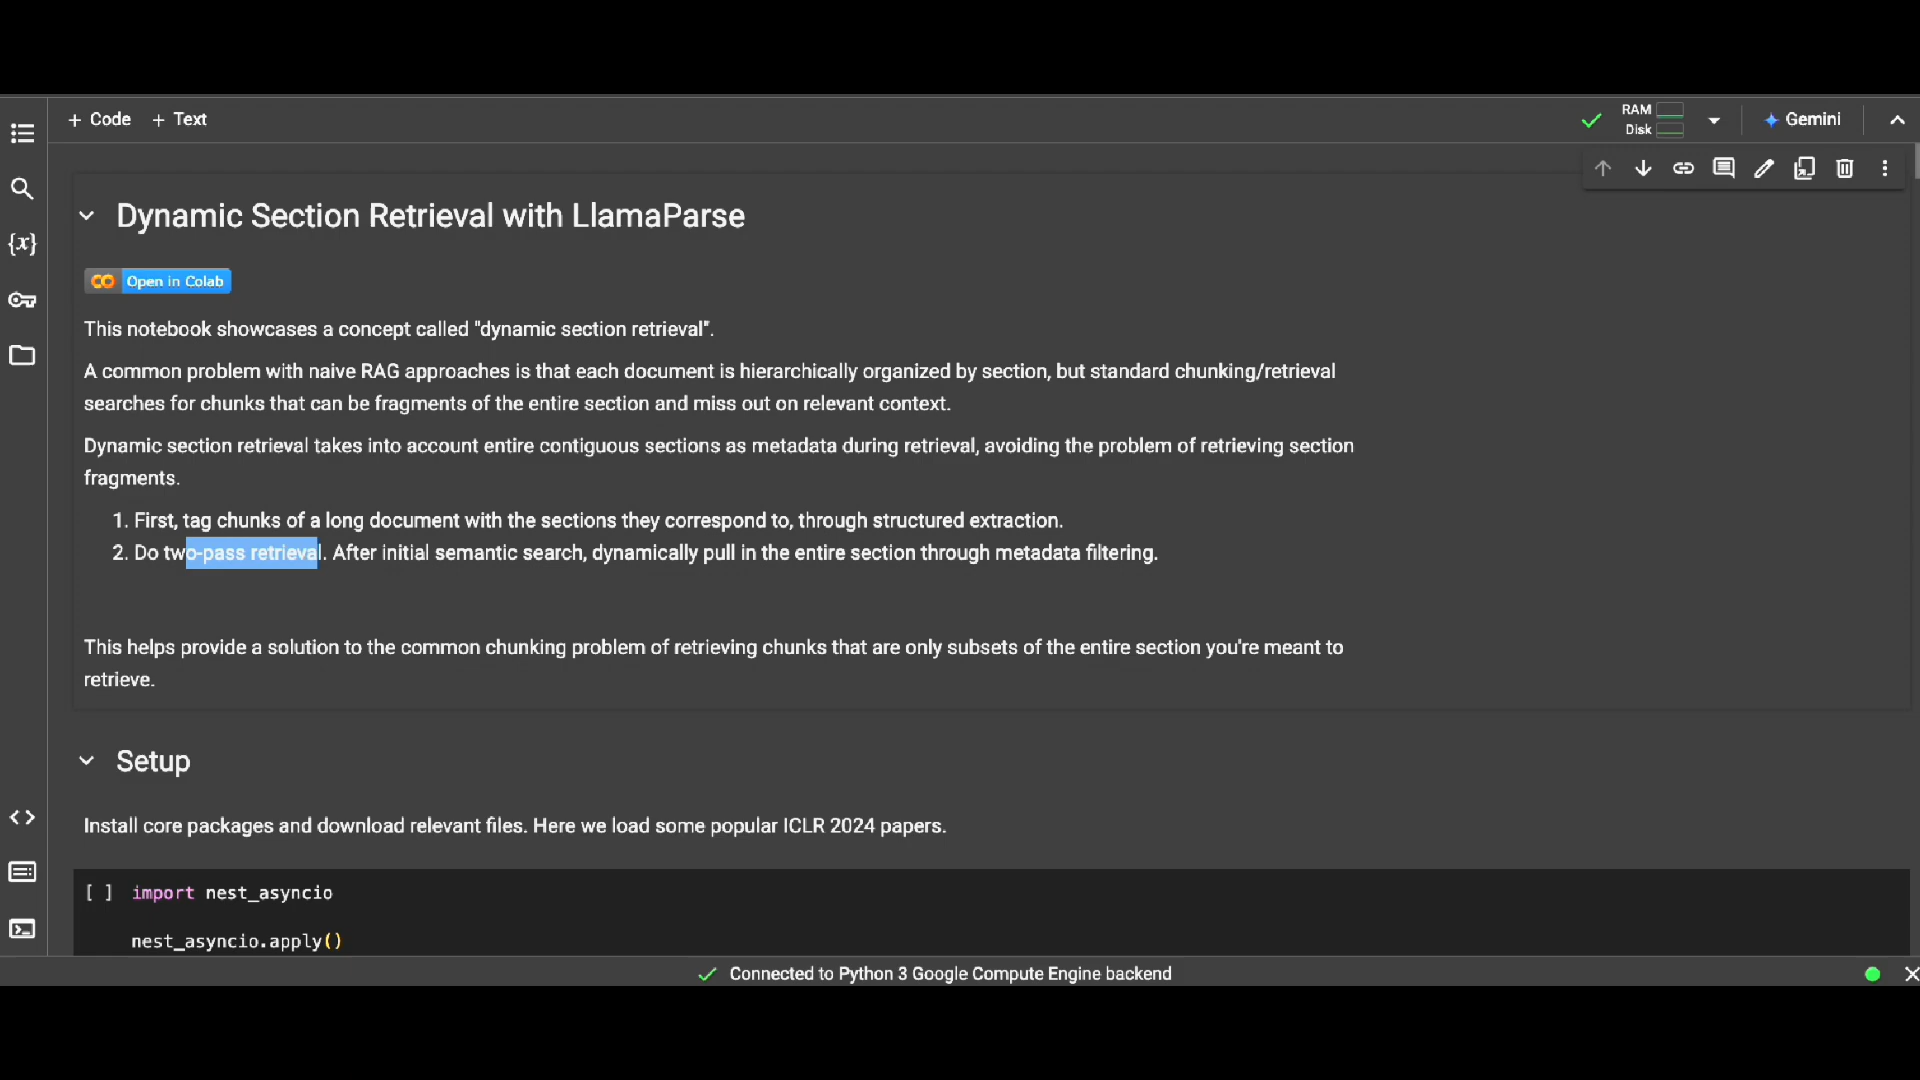 + Code + Text
RAM
Disk
Gemini
Dynamic Section Retrieval with LlamaParse
Open in Colab
This notebook showcases a concept called "dynamic section retrieval".
A common problem with naive RAG approaches is that each document is hierarchically organized by section, but standard chunking/retrieval
searches for chunks that can be fragments of the entire section and miss out on relevant context.
Dynamic section retrieval takes into account entire contiguous sections as metadata during retrieval, avoiding the problem of retrieving section
fragments.
1. First, tag chunks of a long document with the sections they correspond to, through structured extraction.
2. Do two-pass retrieval. After initial semantic search, dynamically pull in the entire section through metadata filtering.
This helps provide a solution to the common chunking problem of retrieving chunks that are only subsets of the entire section you're meant to
retrieve.
Setup
Install core packages and download relevant files. Here we load some popular ICLR 2024 papers.
[ ] import nest_asyncio
nest_asyncio.apply()
Connected to Python 3 Google Compute Engine backend